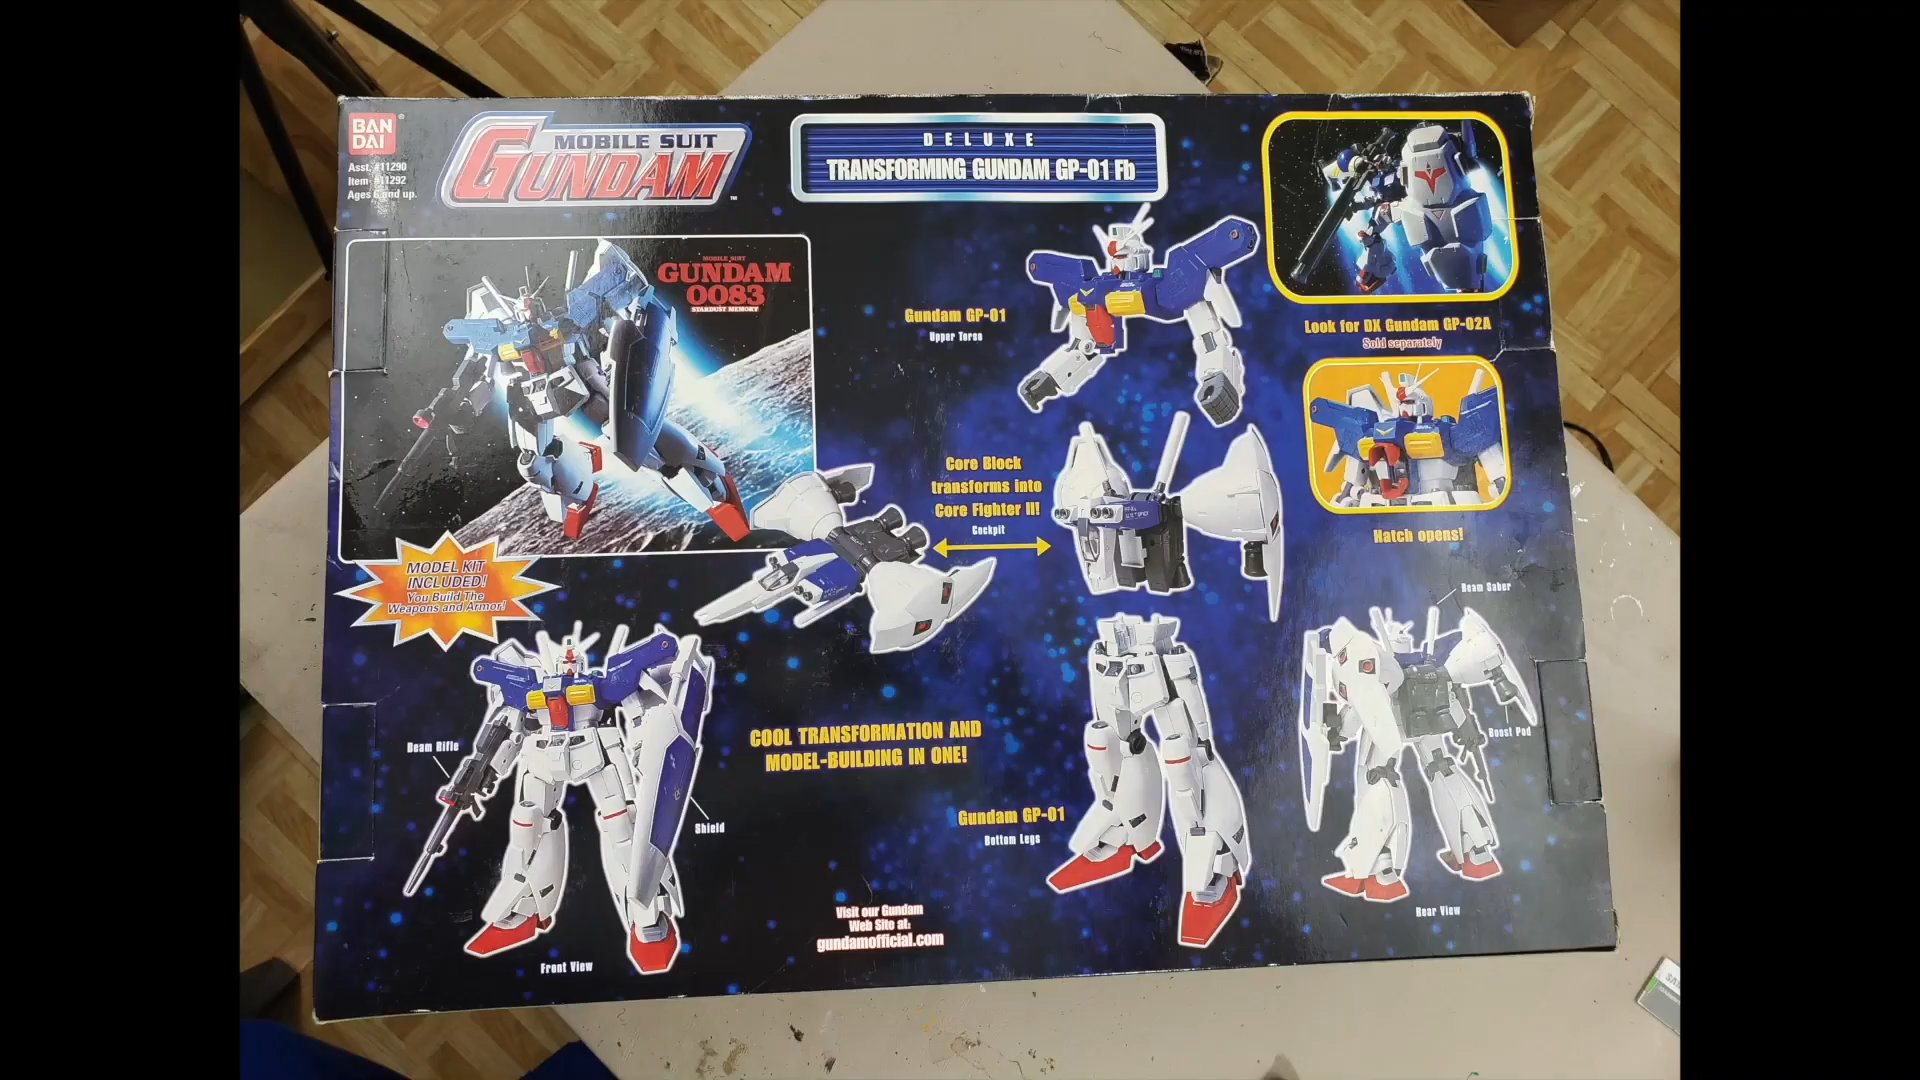 BAN
DAI
Asst. #11290
Item #11292
Ages 6 and up.
MOBILE SUIT
GUNDAM
DELUXE
TRANSFORMING GUNDAM GP-01 Fb
MOBILE SUIT
GUNDAM
0083
STARDUST MEMORY
Gundam GP-01
Upper Torso
Look for DX Gundam GP-02A
Sold separately
Core Block
transforms into
Core Fighter II!
Cockpit
Hatch opens!
MODEL KIT
INCLUDED!
You Build The
Weapons and Armor!
Beam Saber
Boost Pod
Beam Rifle
COOL TRANSFORMATION AND
MODEL-BUILDING IN ONE!
Shield
Gundam GP-01
Bottom Legs
Visit our Gundam
Web Site at:
gundamofficial.com
Rear View
Front View